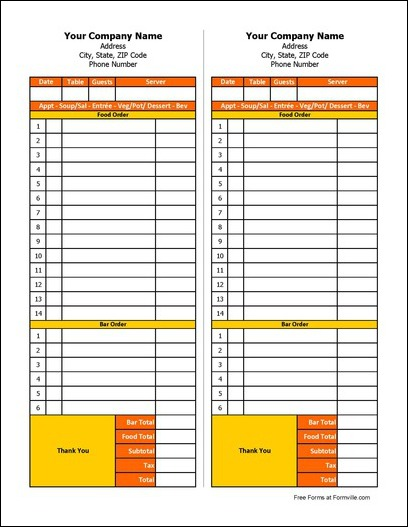 Your Company Name
Address
City, State, ZIP Code
Phone Number
Date Table Guests Server
Appt - Soup/Sal - Entrée - Veg/Pot/ Dessert - Bev
Food Order
1
2
3
4
5
6
14
8
9
10
11
12
13
14
Bar Order
1
2
3
4
5
6
Thank You
Bar Total
Food Total
Subtotal
Tax
Total
Your Company Name
Address
City, State, ZIP Code
Phone Number
Date Table Guests Server
Appt - Soup/Sal - Entrée - Veg/Pot/ Dessert - Bev
Food Order
1
2
3
4
5
6
14
8
9
10
11
12
13
14
Bar Order
1
2
3
4
5
6
Thank You
Bar Total
Food Total
Subtotal
Tax
Total
Free Forms at Formville.com